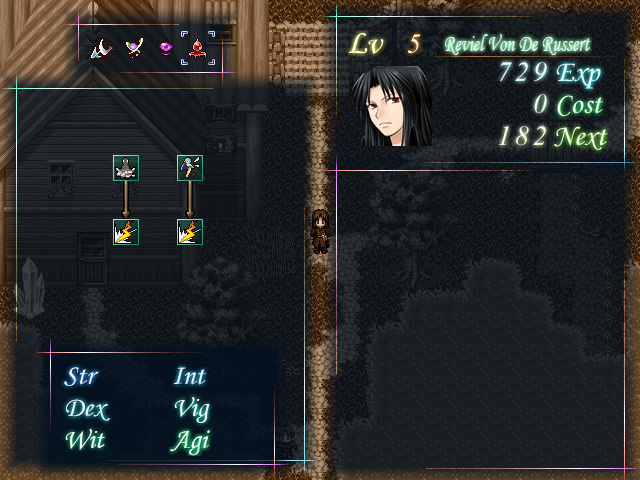 Lv 5 Reviel Von De Russert
729 Exp
0 Cost
182 Next
Str Int
Dex Vig
Wit Agi